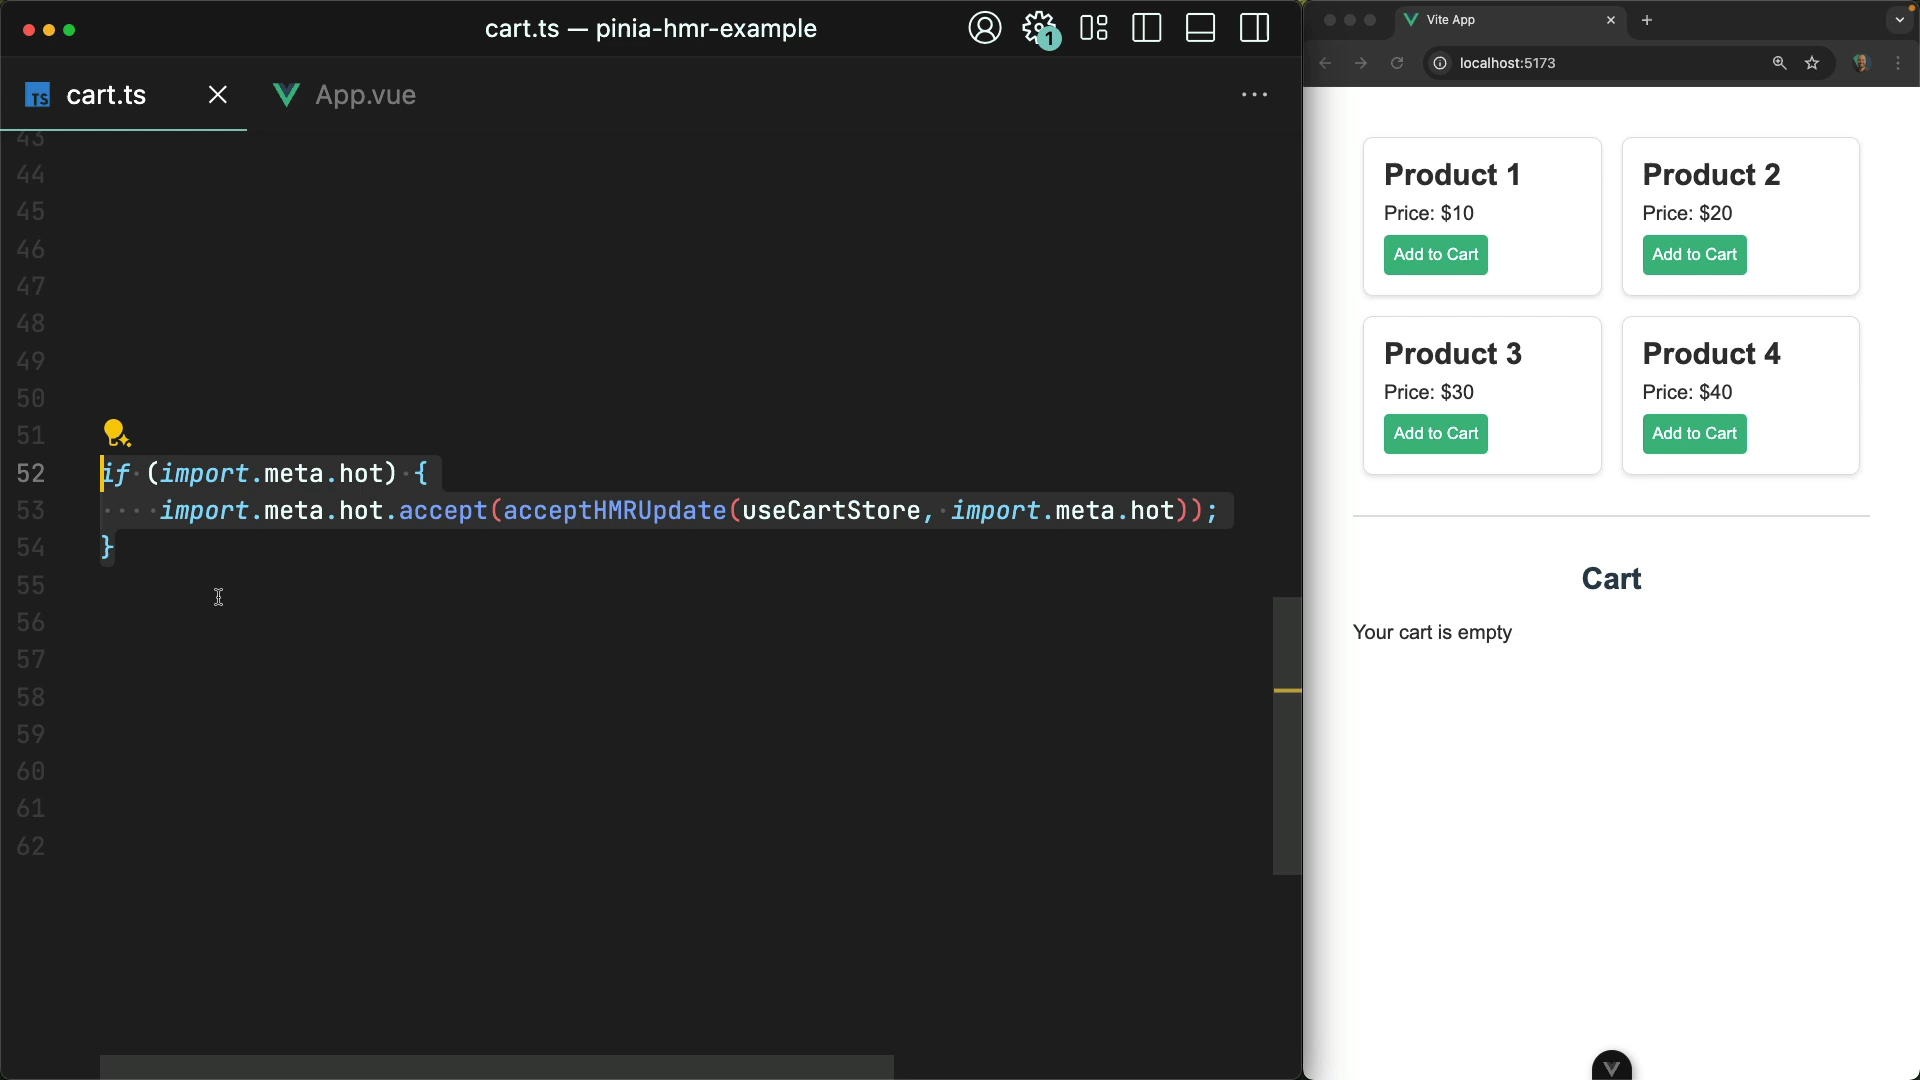 cart.ts — pinia-hmr-example
1
TS cart.ts
App.vue
43
44
45
46
47
48
49
50
51
52 if (import.meta.hot) {
53 ····import.meta.hot.accept(acceptHMRUpdate(useCartStore, import.meta.hot));
54 }
55
56
57
58
59
60
61
62
Vite App
localhost:5173
Product 1
Price: $10
Add to Cart
Product 2
Price: $20
Add to Cart
Product 3
Price: $30
Add to Cart
Product 4
Price: $40
Add to Cart
Cart
Your cart is empty